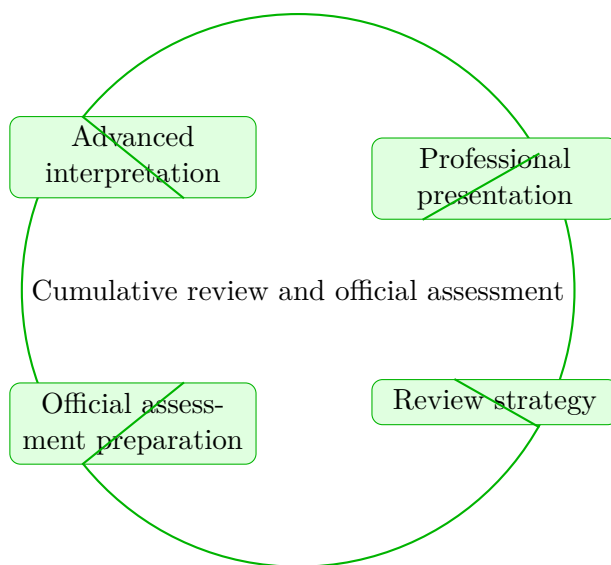 Advanced
interpretation
Professional
presentation
Cumulative review and official assessment
Official assess-
ment preparation
Review strategy